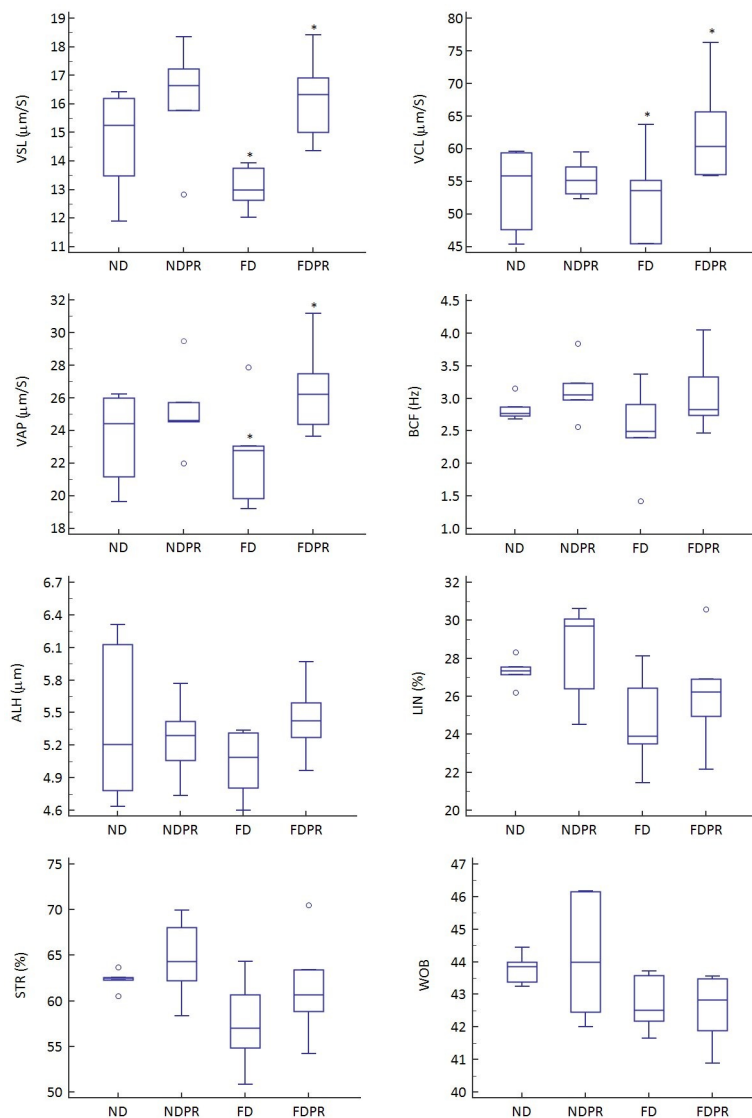 VSL (μm/S)
19
18
17
16
15
14
13
12
11
*
*
ND
NDPR
FD
FDPR
VCL (μm/S)
80
75
70
65
60
55
50
45
*
*
ND
NDPR
FD
FDPR
VAP (μm/S)
32
30
28
26
24
22
20
18
*
*
ND
NDPR
FD
FDPR
BCF (Hz)
4.5
4.0
3.5
3.0
2.5
2.0
1.5
1.0
ND
NDPR
FD
FDPR
ALH (μm)
6.7
6.4
6.1
5.8
5.5
5.2
4.9
4.6
ND
NDPR
FD
FDPR
LIN (%)
32
30
28
26
24
22
20
ND
NDPR
FD
FDPR
STR (%)
75
70
65
60
55
50
ND
NDPR
FD
FDPR
WOB
47
46
45
44
43
42
41
40
ND
NDPR
FD
FDPR